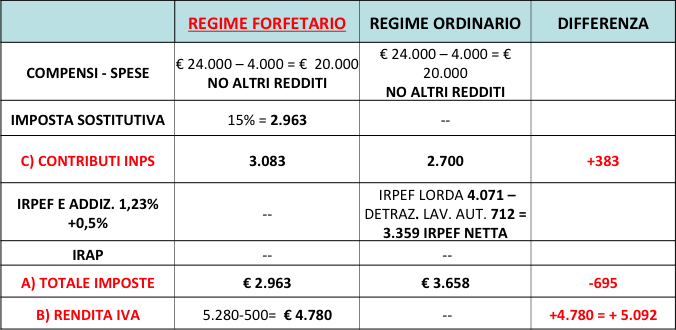 REGIME FORFETARIO REGIME ORDINARIO DIFFERENZA
COMPENSI - SPESE
€ 24.000 – 4.000 = € 20.000
NO ALTRI REDDITI
€ 24.000 – 4.000 = €
20.000
NO ALTRI REDDITI
IMPOSTA SOSTITUTIVA 15% = 2.963 --
C) CONTRIBUTI INPS 3.083 2.700 +383
IRPEF E ADDIZ. 1,23%
+0,5%
--
IRPEF LORDA 4.071 –
DETRAZ. LAV. AUT. 712 =
3.359 IRPEF NETTA
IRAP -- --
A) TOTALE IMPOSTE € 2.963 € 3.658 -695
B) RENDITA IVA 5.280-500= € 4.780 -- +4.780 = + 5.092